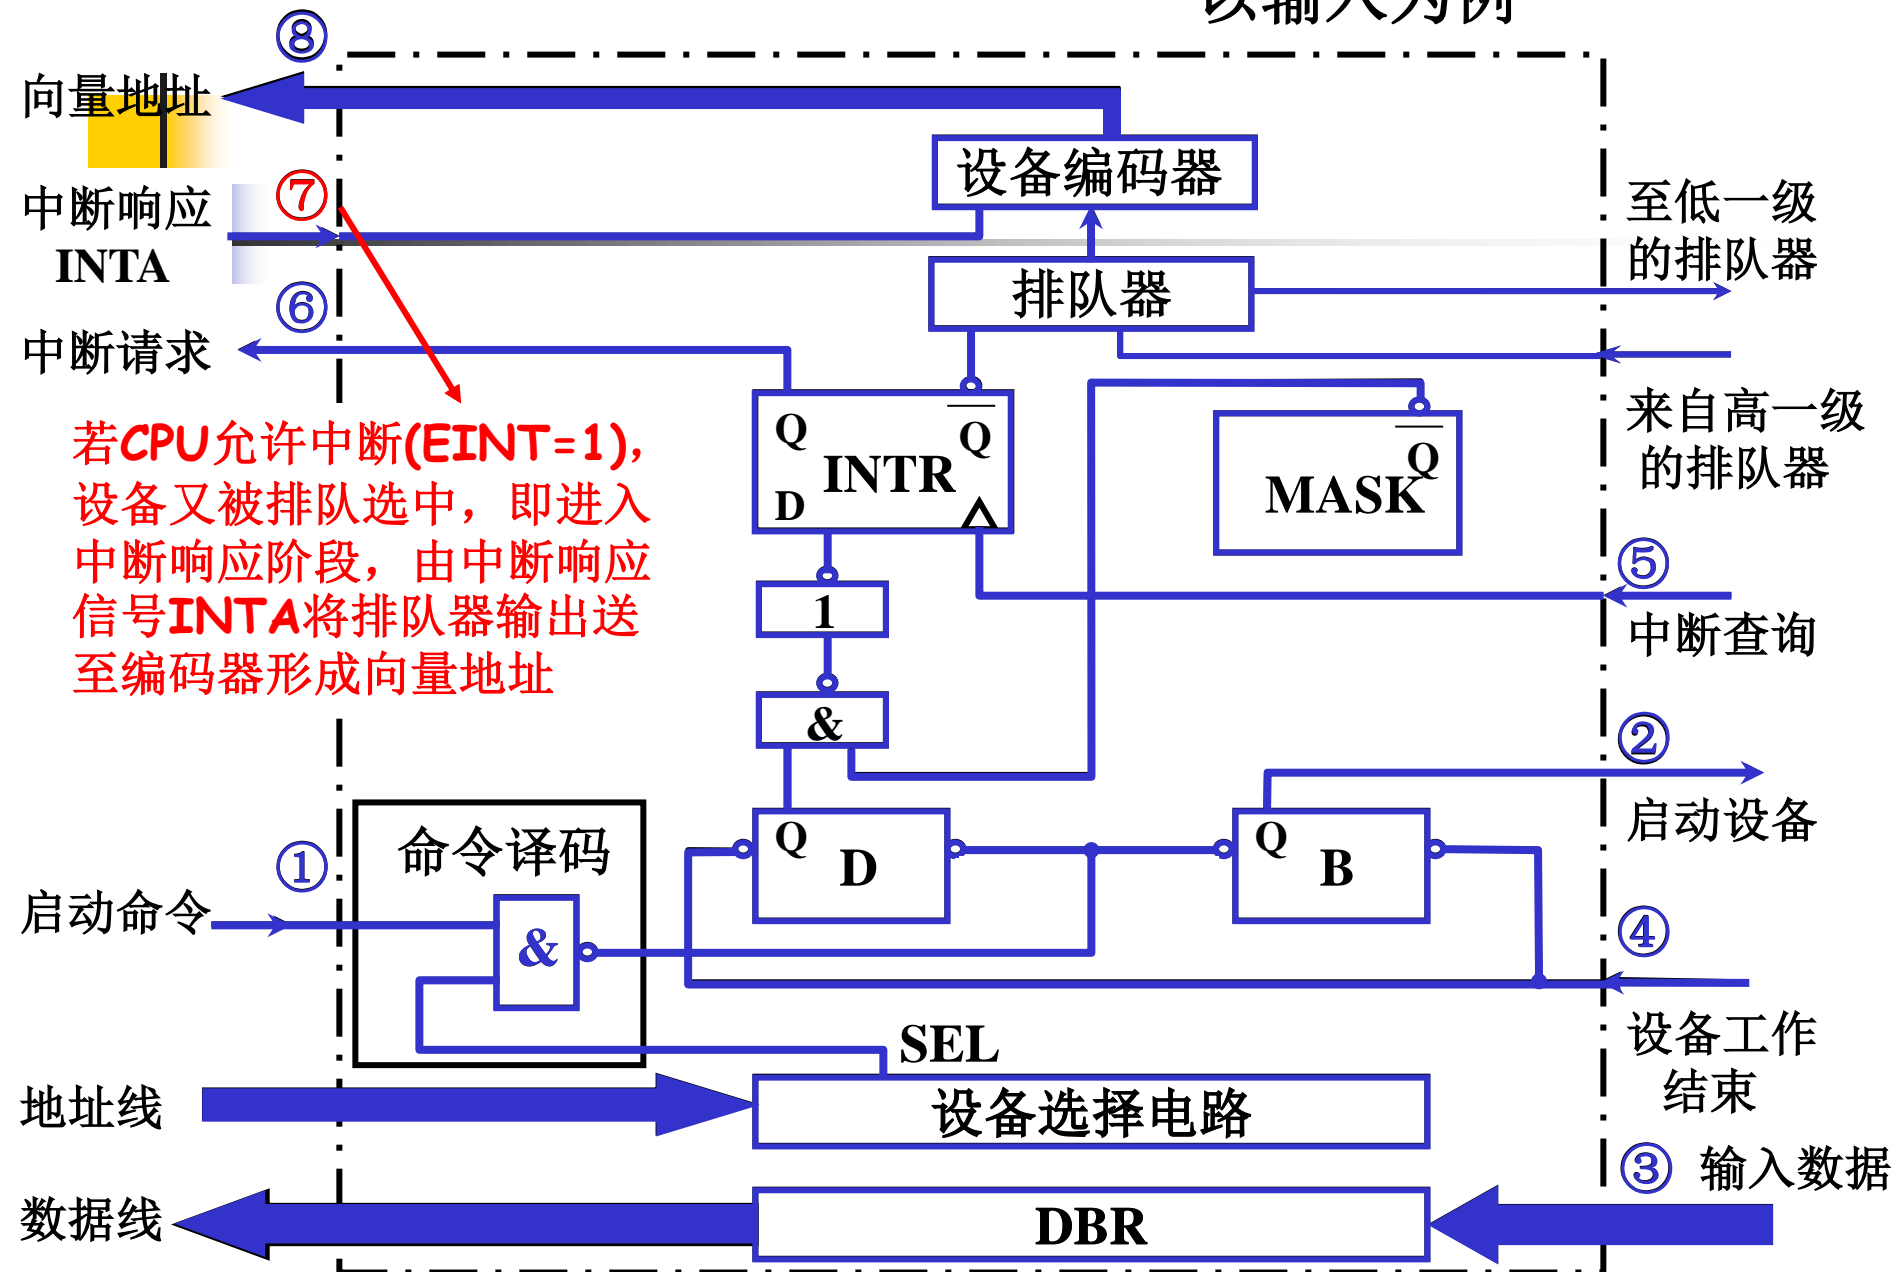 以输入为例
⑧
向量地址
设备编码器
⑦
中断响应
INTA
至低一级
的排队器
排队器
⑥
中断请求
来自高一级
的排队器
Q
Q
INTR
D
Q
MASK
若CPU允许中断(EINT=1),
设备又被排队选中，即进入
中断响应阶段，由中断响应
信号INTA将排队器输出送
至编码器形成向量地址
⑤
中断查询
1
&
②
启动设备
命令译码
Q
D
Q
B
①
启动命令
&
④
设备工作
结束
SEL
地址线
设备选择电路
③ 输入数据
数据线
DBR